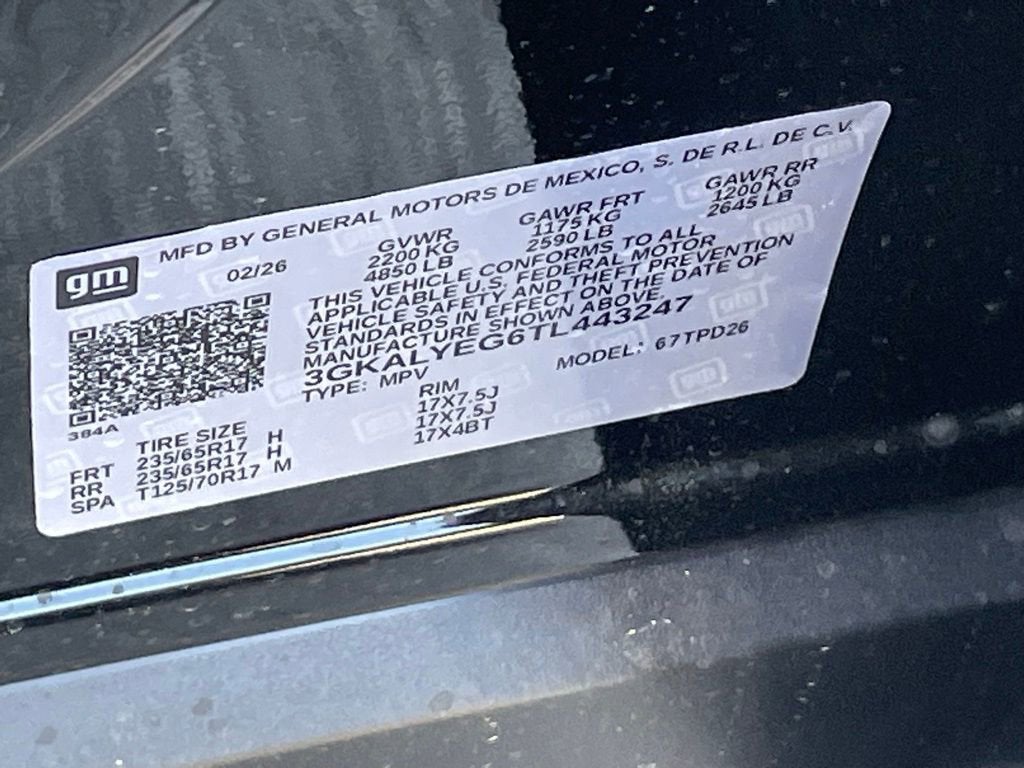 MFD BY GENERAL MOTORS DE MEXICO, S. DE R.L. DE C.V.
gm
02/26
GVWR GAWR FRT GAWR RR
2200 KG 1175 KG 1200 KG
4850 LB 2590 LB 2645 LB
THIS VEHICLE CONFORMS TO ALL
APPLICABLE U.S. FEDERAL MOTOR
VEHICLE SAFETY AND THEFT PREVENTION
STANDARDS IN EFFECT ON THE DATE OF
MANUFACTURE SHOWN ABOVE.
3GKALYEG6TL443247
TYPE: MPV MODEL: 67TPD26
384A
TIRE SIZE RIM
FRT 235/65R17 H 17X7.5J
RR 235/65R17 H 17X7.5J
SPA T125/70R17 M 17X4BT